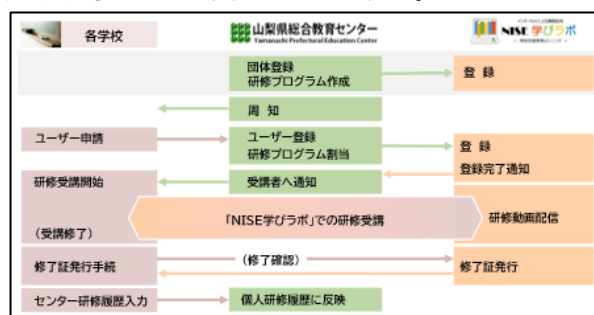 各学校
山梨県総合教育センター
Yamanashi Prefectural Education Center
NISE 学びラボ
団体登録
研修プログラム作成
登 録
周 知
ユーザー申請
ユーザー登録
研修プログラム割当
登 録
登録完了通知
研修受講開始
受講者へ通知
「NISE学びラボ」での研修受講
研修動画配信
(受講修了)
修了証発行手続
(修了確認)
修了証発行
センター研修履歴入力
個人研修履歴に反映